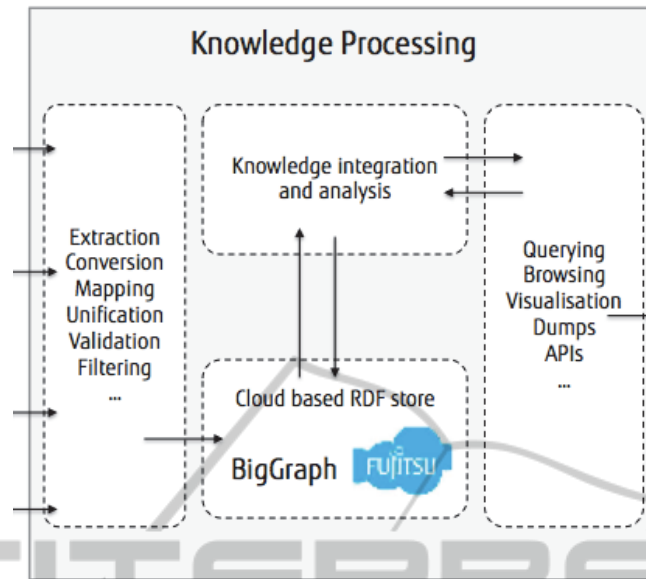 Knowledge Processing
Knowledge integration
and analysis
Extraction
Conversion
Mapping
Unification
Validation
Filtering
...
Querying
Browsing
Visualisation
Dumps
APIs
...
Cloud based RDF store
BigGraph
FUJITSU